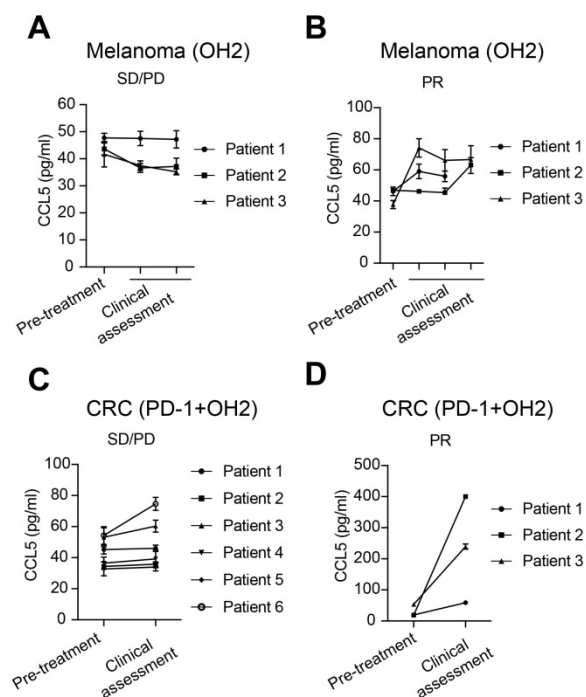 A
Melanoma (OH2)
SD/PD
CCL5 (pg/ml)
60
50
40
30
20
10
0
Pre-treatment
Clinical
assessment
Patient 1
Patient 2
Patient 3
B
Melanoma (OH2)
PR
CCL5 (pg/ml)
100
80
60
40
20
0
Pre-treatment
Clinical
assessment
Patient 1
Patient 2
Patient 3
C
CRC (PD-1+OH2)
SD/PD
CCL5 (pg/ml)
100
80
60
40
20
0
Pre-treatment
Clinical
assessment
Patient 1
Patient 2
Patient 3
Patient 4
Patient 5
Patient 6
D
CRC (PD-1+OH2)
PR
CCL5 (pg/ml)
500
400
300
200
100
0
Pre-treatment
Clinical
assessment
Patient 1
Patient 2
Patient 3